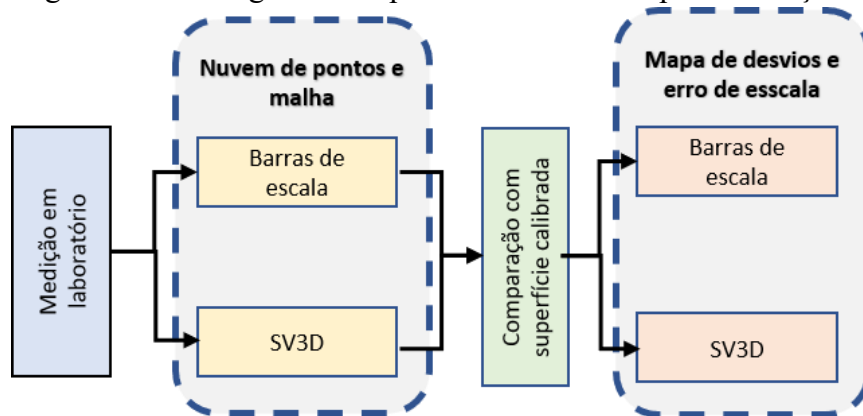 Medição em
laboratório
Nuvem de pontos e
malha
Barras de
escala
SV3D
Comparação com
superfície calibrada
Mapa de desvios e
erro de esscala
Barras de
escala
SV3D